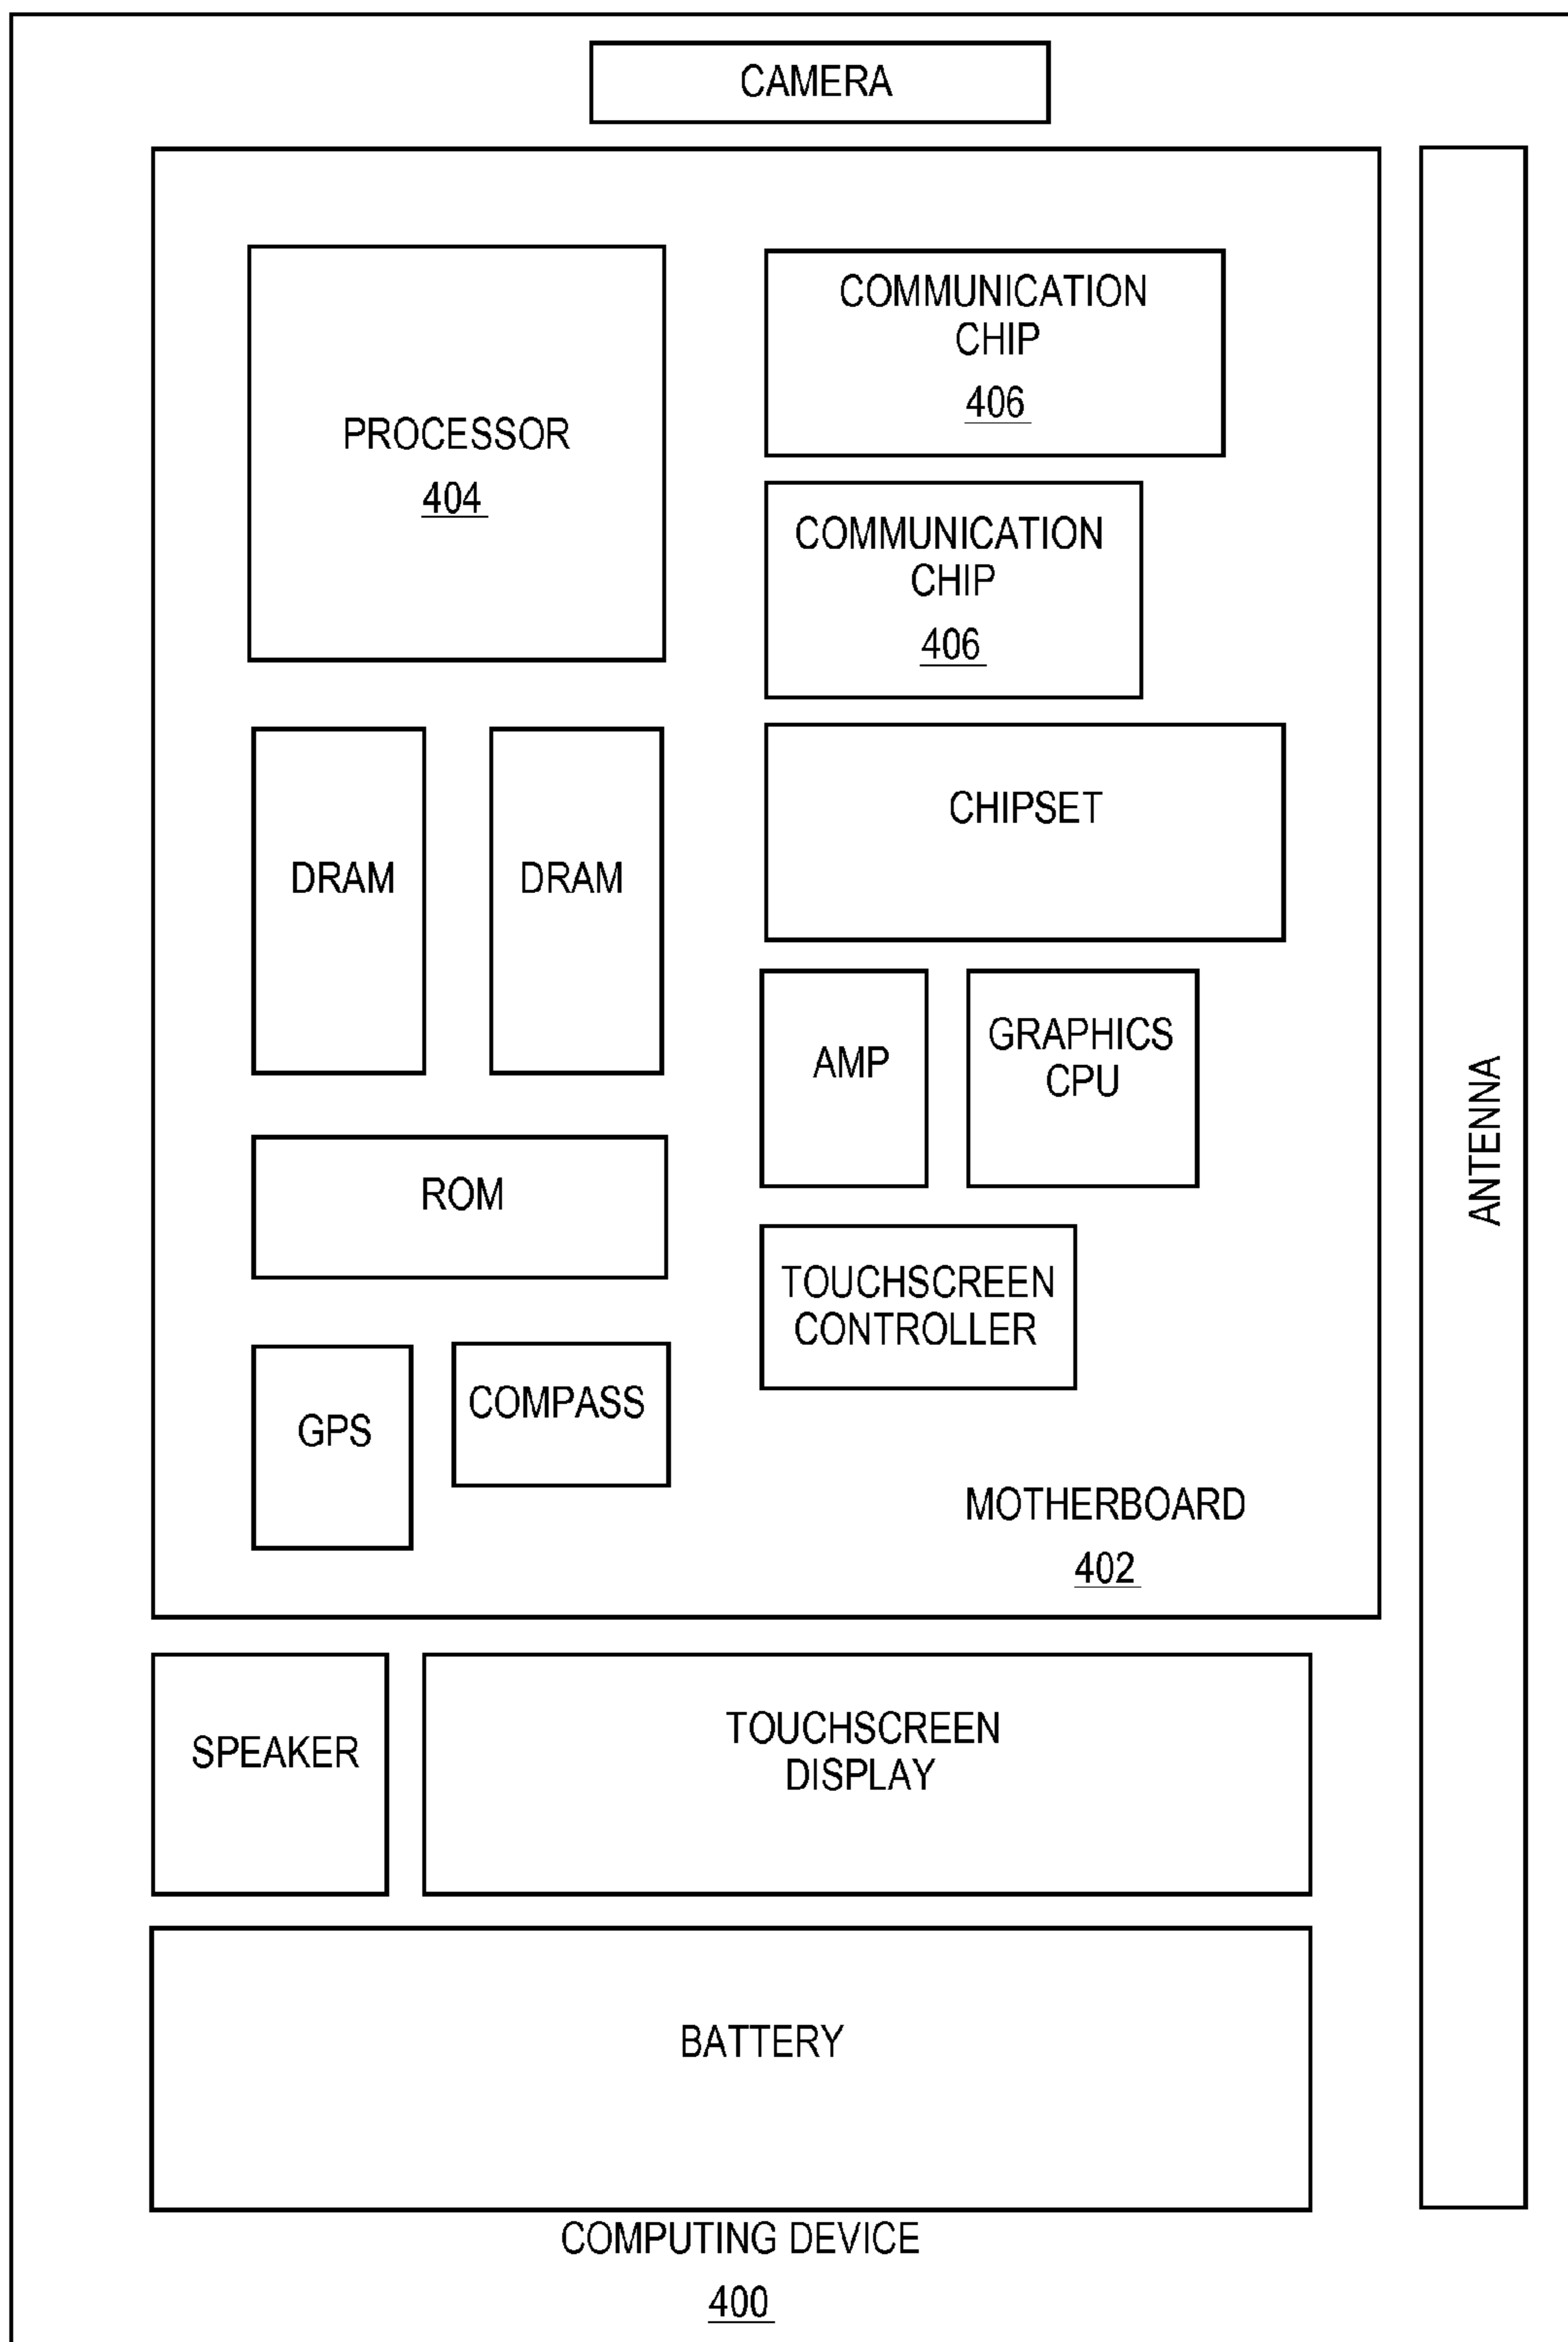 CAMERA
PROCESSOR
404
COMMUNICATION
CHIP
406
COMMUNICATION
CHIP
406
DRAM
DRAM
CHIPSET
AMP
GRAPHICS
CPU
ROM
TOUCHSCREEN
CONTROLLER
GPS
COMPASS
MOTHERBOARD
402
ANTENNA
SPEAKER
TOUCHSCREEN
DISPLAY
BATTERY
COMPUTING DEVICE
400